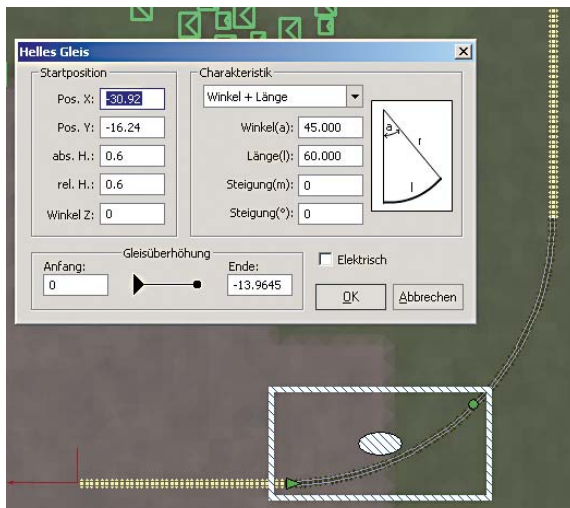 Helles Gleis
Startposition
Pos. X: -30.92
Pos. Y: -16.24
abs. H.: 0.6
rel. H.: 0.6
Winkel Z: 0
Charakteristik
Winkel + Länge
Winkel(a): 45.000
Länge(l): 60.000
Steigung(m): 0
Steigung(°): 0
a
r
l
Gleisüberhöhung
Anfang:
0
Ende:
-13.9645
Elektrisch
OK
Abbrechen